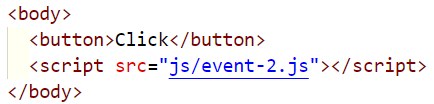 <body>
<button>Click</button>
<script src="js/event-2.js"></script>
</body>